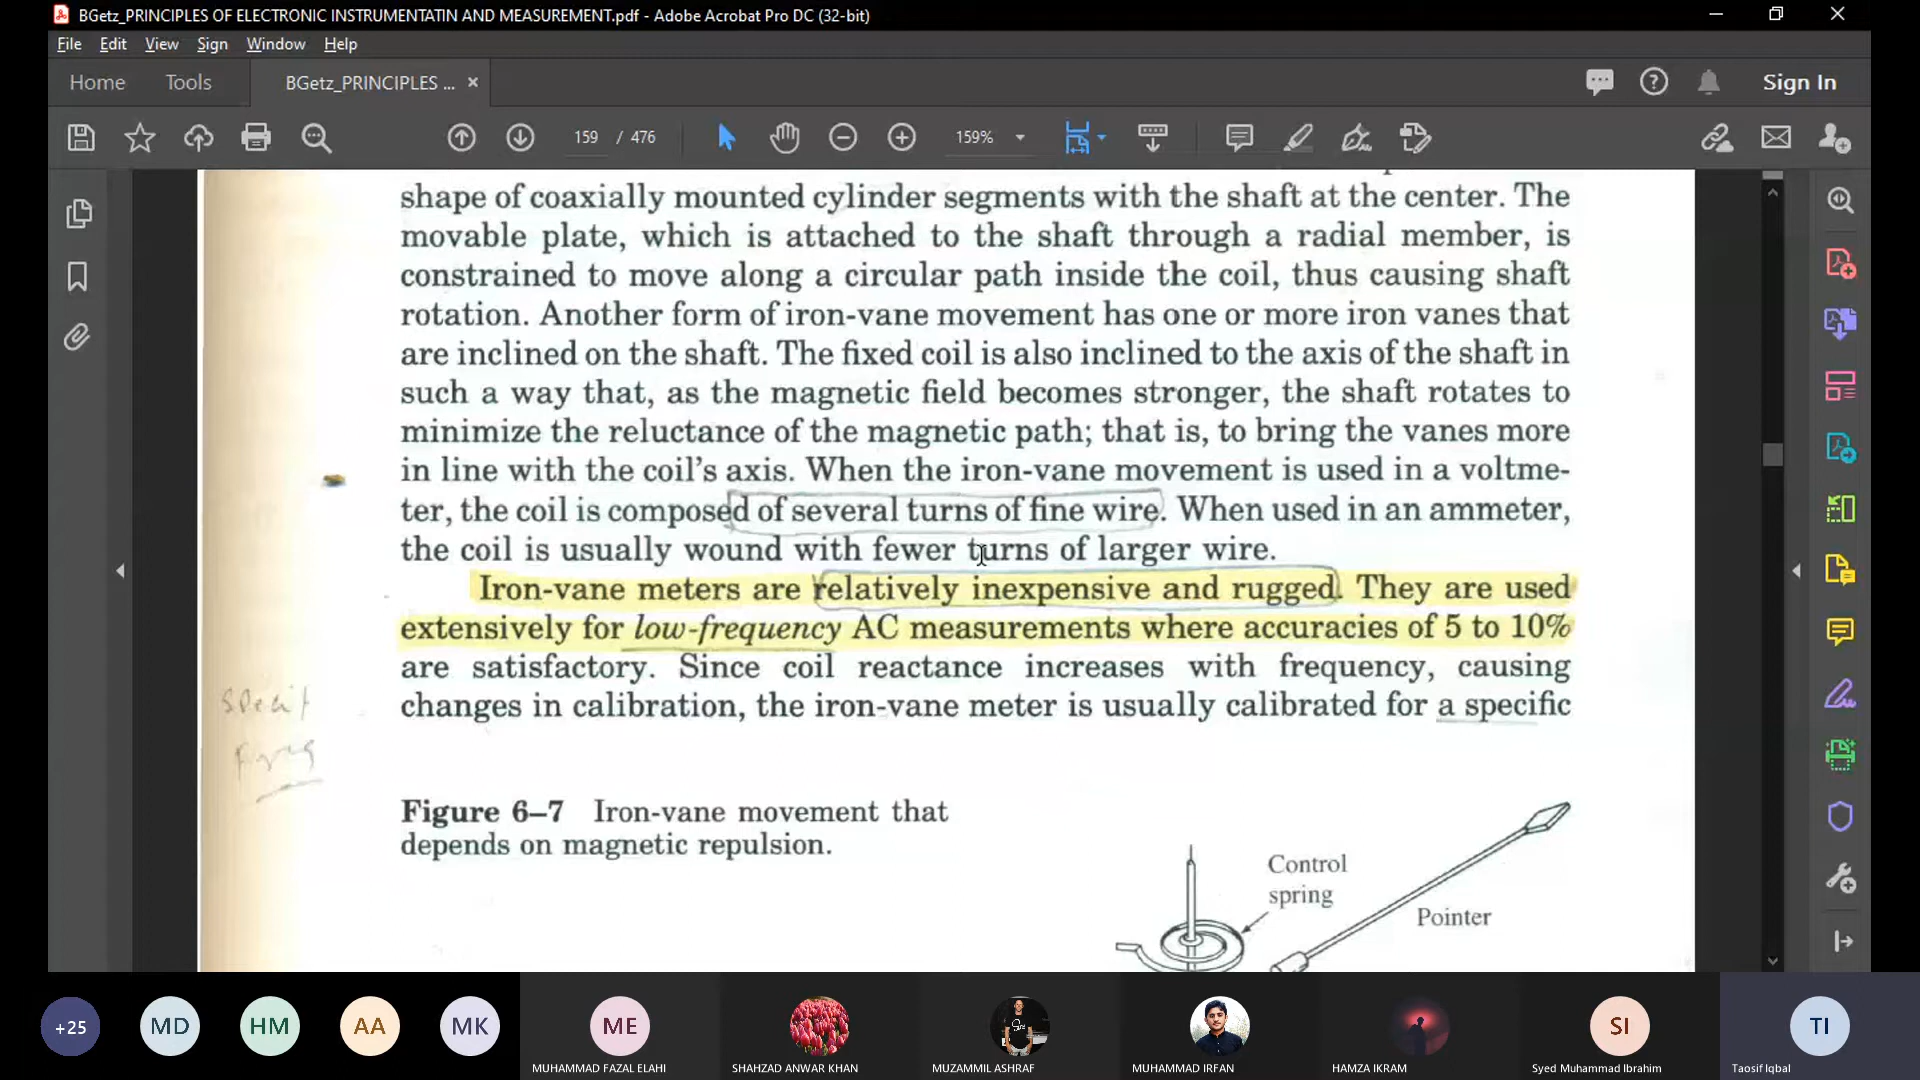 BGetz_PRINCIPLES OF ELECTRONIC INSTRUMENTATIN AND MEASUREMENT.pdf - Adobe Acrobat Pro DC (32-bit)
File Edit View Sign Window Help
Home Tools BGetz_PRINCIPLES ... × Sign In
159 / 476 159%
shape of coaxially mounted cylinder segments with the shaft at the center. The
movable plate, which is attached to the shaft through a radial member, is
constrained to move along a circular path inside the coil, thus causing shaft
rotation. Another form of iron-vane movement has one or more iron vanes that
are inclined on the shaft. The fixed coil is also inclined to the axis of the shaft in
such a way that, as the magnetic field becomes stronger, the shaft rotates to
minimize the reluctance of the magnetic path; that is, to bring the vanes more
in line with the coil's axis. When the iron-vane movement is used in a voltme-
ter, the coil is composed of several turns of fine wire. When used in an ammeter,
the coil is usually wound with fewer turns of larger wire.
Iron-vane meters are relatively inexpensive and rugged. They are used
extensively for low-frequency AC measurements where accuracies of 5 to 10%
are satisfactory. Since coil reactance increases with frequency, causing
changes in calibration, the iron-vane meter is usually calibrated for a specific
Figure 6–7 Iron-vane movement that
depends on magnetic repulsion.
Control
spring
Pointer
+25 MD HM AA MK ME SI TI
MUHAMMAD FAZAL ELAHI SHAHZAD ANWAR KHAN MUZAMMIL ASHRAF MUHAMMAD IRFAN HAMZA IKRAM Syed Muhammad Ibrahim Taosif Iqbal